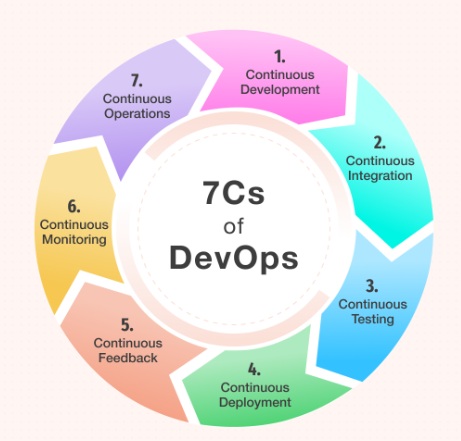 7Cs
of
DevOps
1.
Continuous
Development
2.
Continuous
Integration
3.
Continuous
Testing
4.
Continuous
Deployment
5.
Continuous
Feedback
6.
Continuous
Monitoring
7.
Continuous
Operations